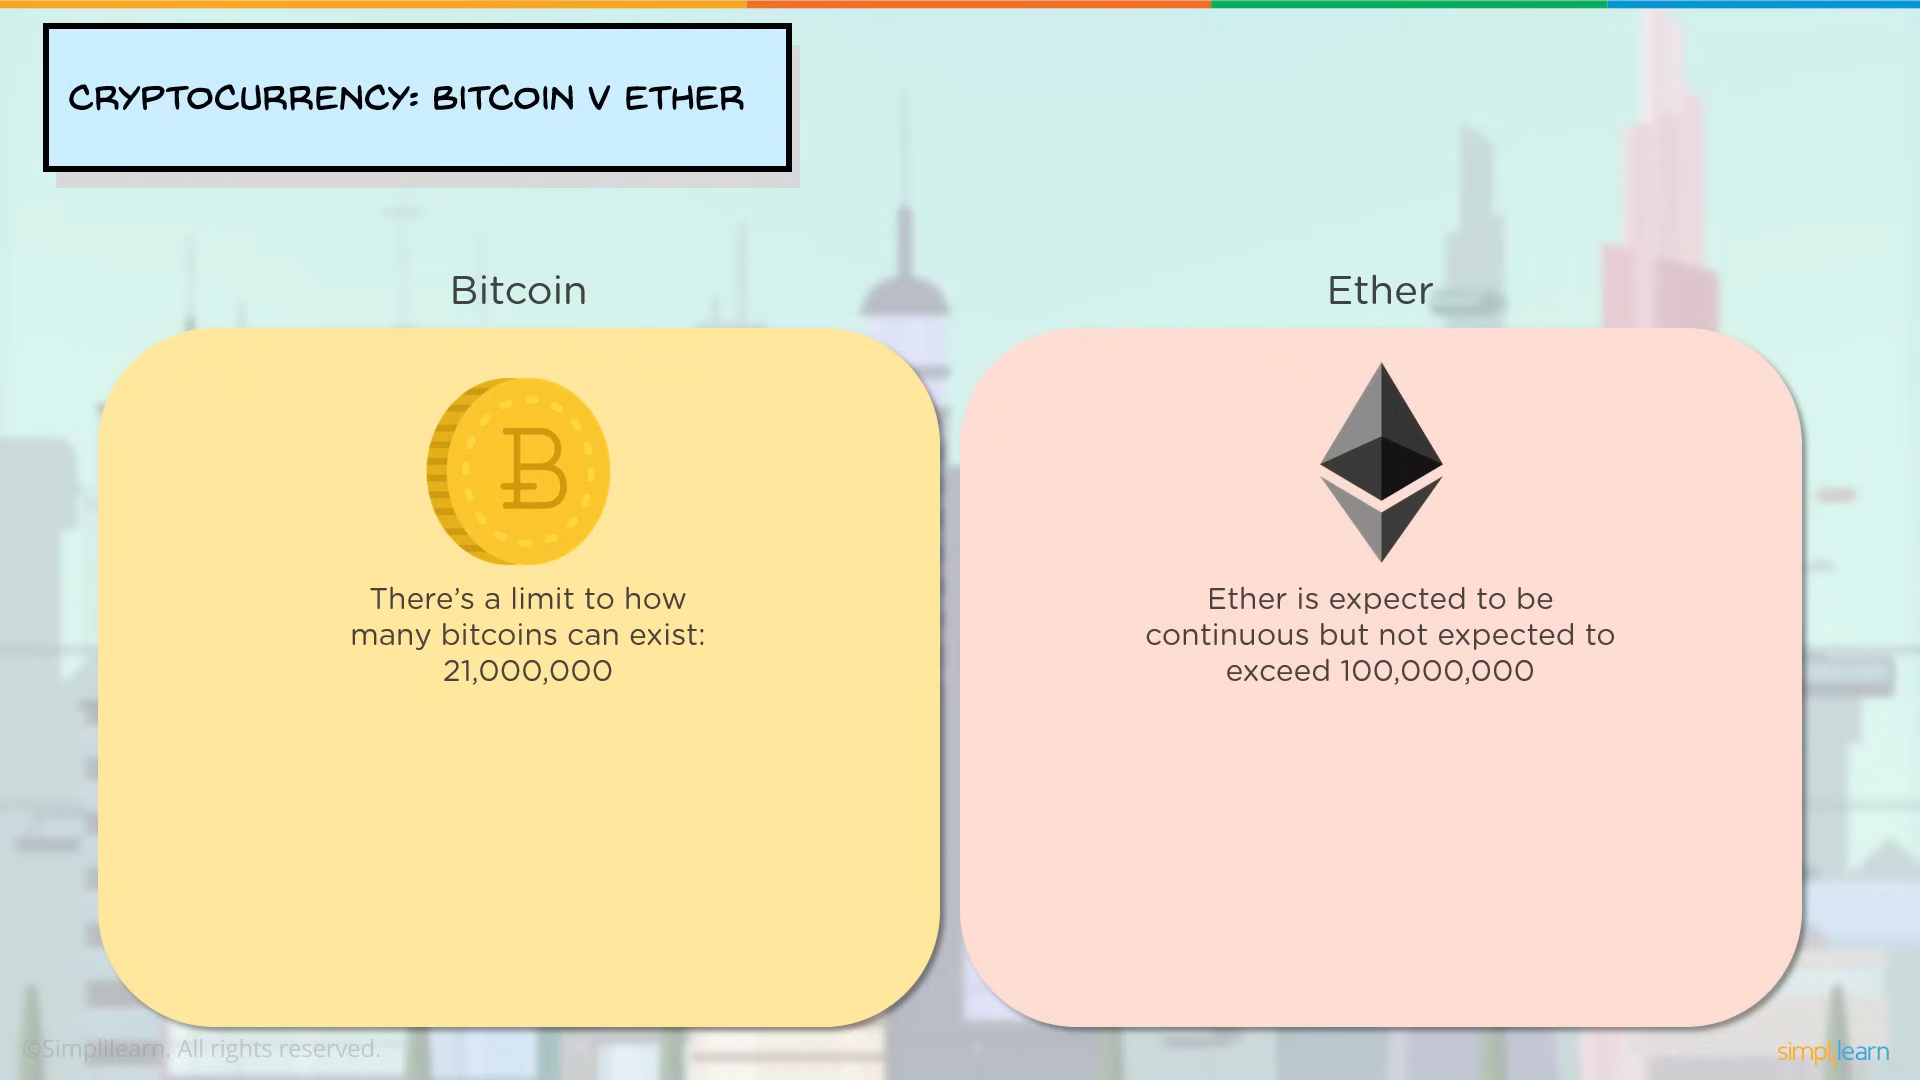 CRYPTOCURRENCY: BITCOIN V ETHER
Bitcoin
There’s a limit to how
many bitcoins can exist:
21,000,000
Ether
Ether is expected to be
continuous but not expected to
exceed 100,000,000
©Simplilearn. All rights reserved.
simplilearn